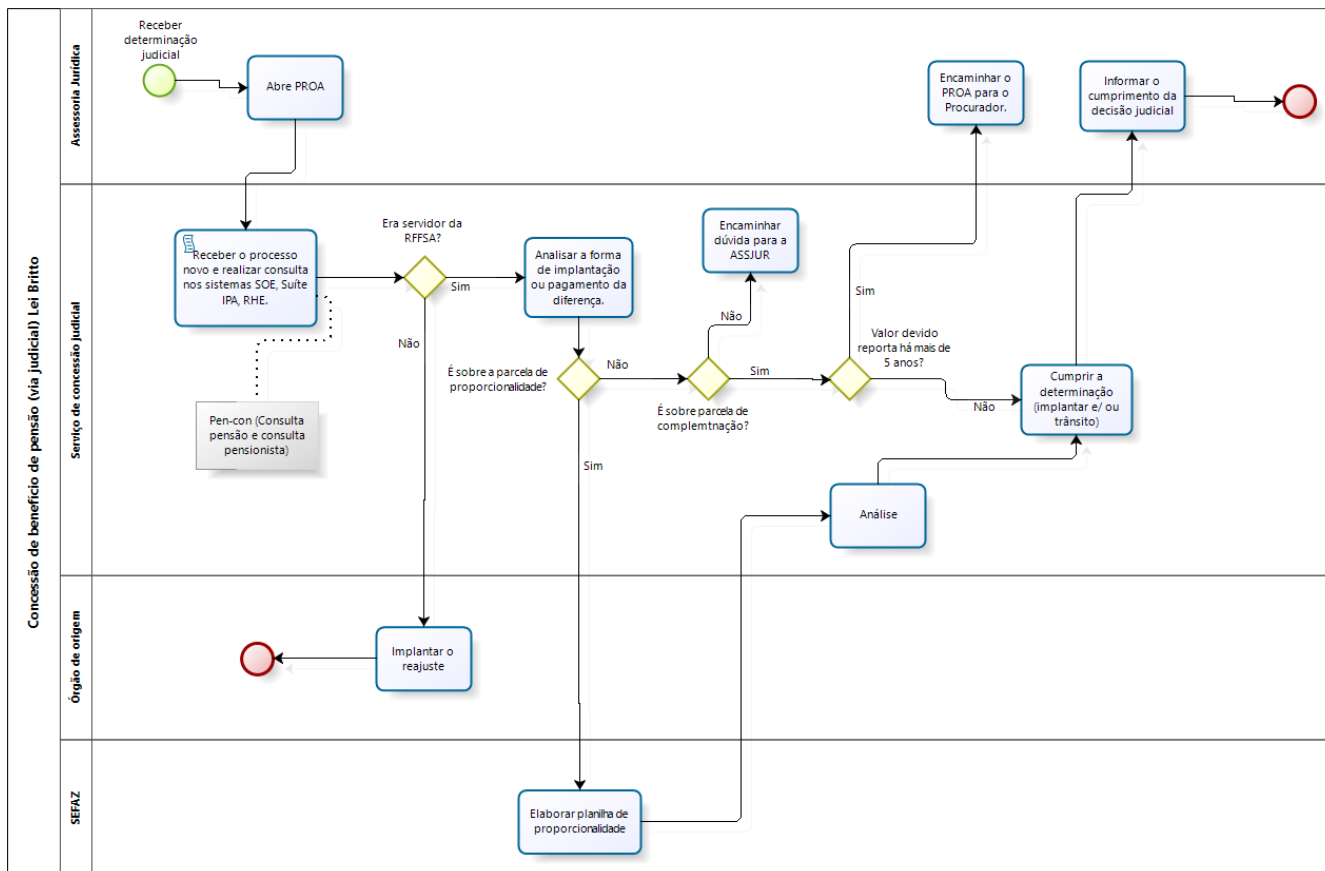 Concessão de benefício de pensão (via judicial) Lei Britto
Assessoria Jurídica
Receber
determinação
judicial
Abre PROA
Encaminhar o
PROA para o
Procurador.
Informar o
cumprimento da
decisão judicial
Serviço de concessão judicial
Receber o processo
novo e realizar consulta
nos sistemas SOE, Suíte
IPA, RHE.
Pen-con (Consulta
pensão e consulta
pensionista)
Era servidor da
RFFSA?
Sim
Não
Analisar a forma
de implantação
ou pagamento da
diferença.
É sobre a parcela de
proporcionalidade?
Não
Sim
Encaminhar
dúvida para a
ASSJUR
Não
É sobre parcela de
complemtnação?
Sim
Valor devido
reporta há mais de
5 anos?
Sim
Não
Cumprir a
determinação
(implantar e/ ou
trânsito)
Análise
Órgão de origem
Implantar o
reajuste
SEFAZ
Elaborar planilha de
proporcionalidade